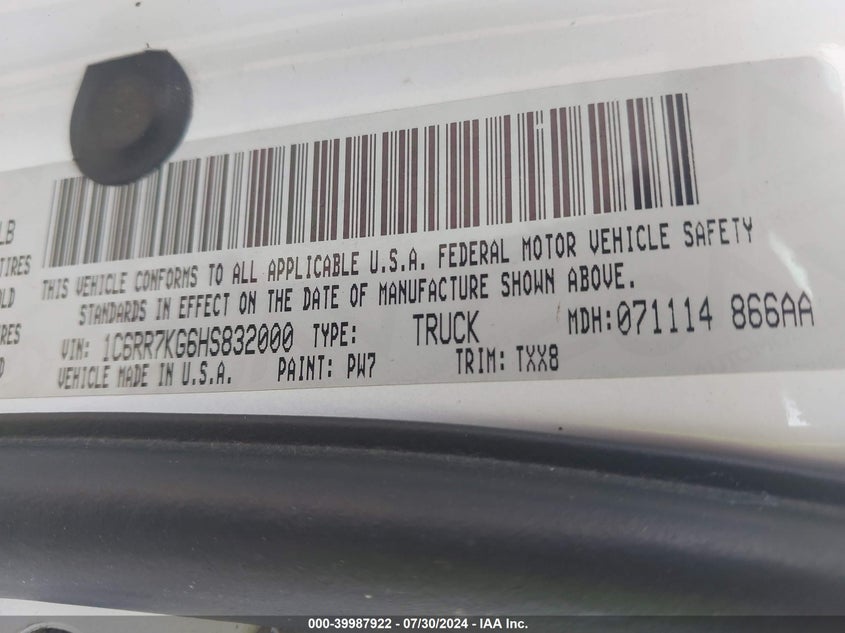 LB
TIRES
OLD
IRES
D
THIS VEHICLE CONFORMS TO ALL APPLICABLE U.S.A. FEDERAL MOTOR VEHICLE SAFETY
STANDARDS IN EFFECT ON THE DATE OF MANUFACTURE SHOWN ABOVE.
VIN: 1C6RR7KG6HS832000 TYPE: TRUCK MDH:071114 866AA
VEHICLE MADE IN U.S.A. PAINT: PW7 TRIM: TXX8
000-39987922 - 07/30/2024 - IAA Inc.